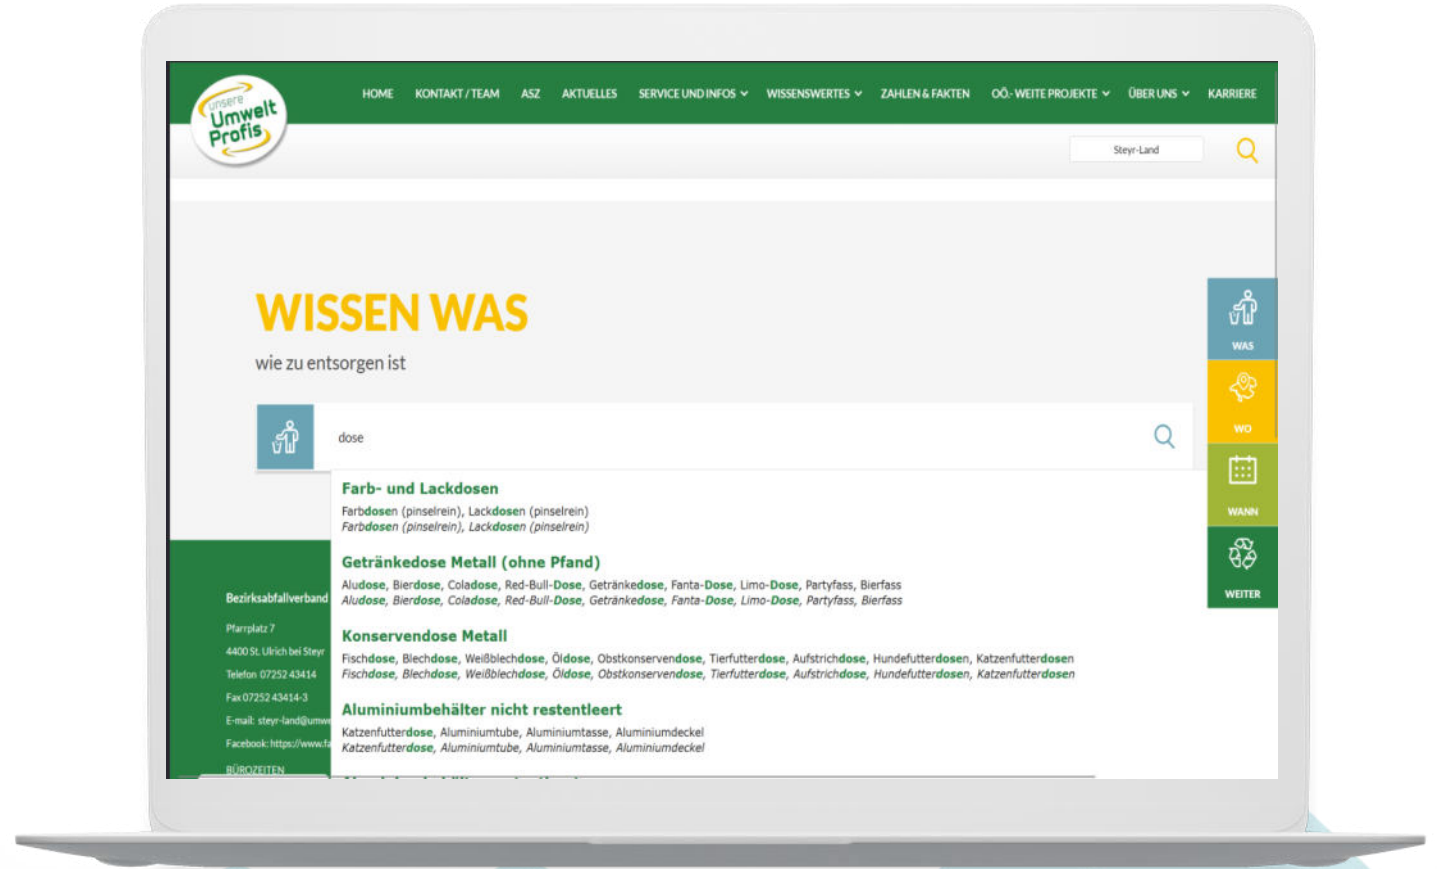 unsere
Umwelt
Profis
HOME KONTAKT / TEAM ASZ AKTUELLES SERVICE UND INFOS WISSENSWERTES ZAHLEN & FAKTEN OÖ.- WEITE PROJEKTE ÜBER UNS KARRIERE
Steyr-Land
WISSEN WAS
wie zu entsorgen ist
dose
Farb- und Lackdosen
Farbdosen (pinselrein), Lackdosen (pinselrein)
Farbdosen (pinselrein), Lackdosen (pinselrein)
Getränkedose Metall (ohne Pfand)
Aludose, Bierdose, Coladose, Red-Bull-Dose, Getränkedose, Fanta-Dose, Limo-Dose, Partyfass, Bierfass
Aludose, Bierdose, Coladose, Red-Bull-Dose, Getränkedose, Fanta-Dose, Limo-Dose, Partyfass, Bierfass
Konservendose Metall
Fischdose, Blechdose, Weißblechdose, Öldose, Obstkonservendose, Tierfutterdose, Aufstrichdose, Hundefutterdosen, Katzenfutterdosen
Fischdose, Blechdose, Weißblechdose, Öldose, Obstkonservendose, Tierfutterdose, Aufstrichdose, Hundefutterdosen, Katzenfutterdosen
Aluminiumbehälter nicht restentleert
Katzenfutterdose, Aluminiumtube, Aluminiumtasse, Aluminiumdeckel
Katzenfutterdose, Aluminiumtube, Aluminiumtasse, Aluminiumdeckel
WAS
WO
WANN
WEITER
Bezirksabfallverband
Pfarrplatz 7
4400 St. Ulrich bei Steyr
Telefon 07252 43414
Fax 07252 43414-3
E-mail: steyr-land@umwe
Facebook: https://www.fa
BÜROZEITEN